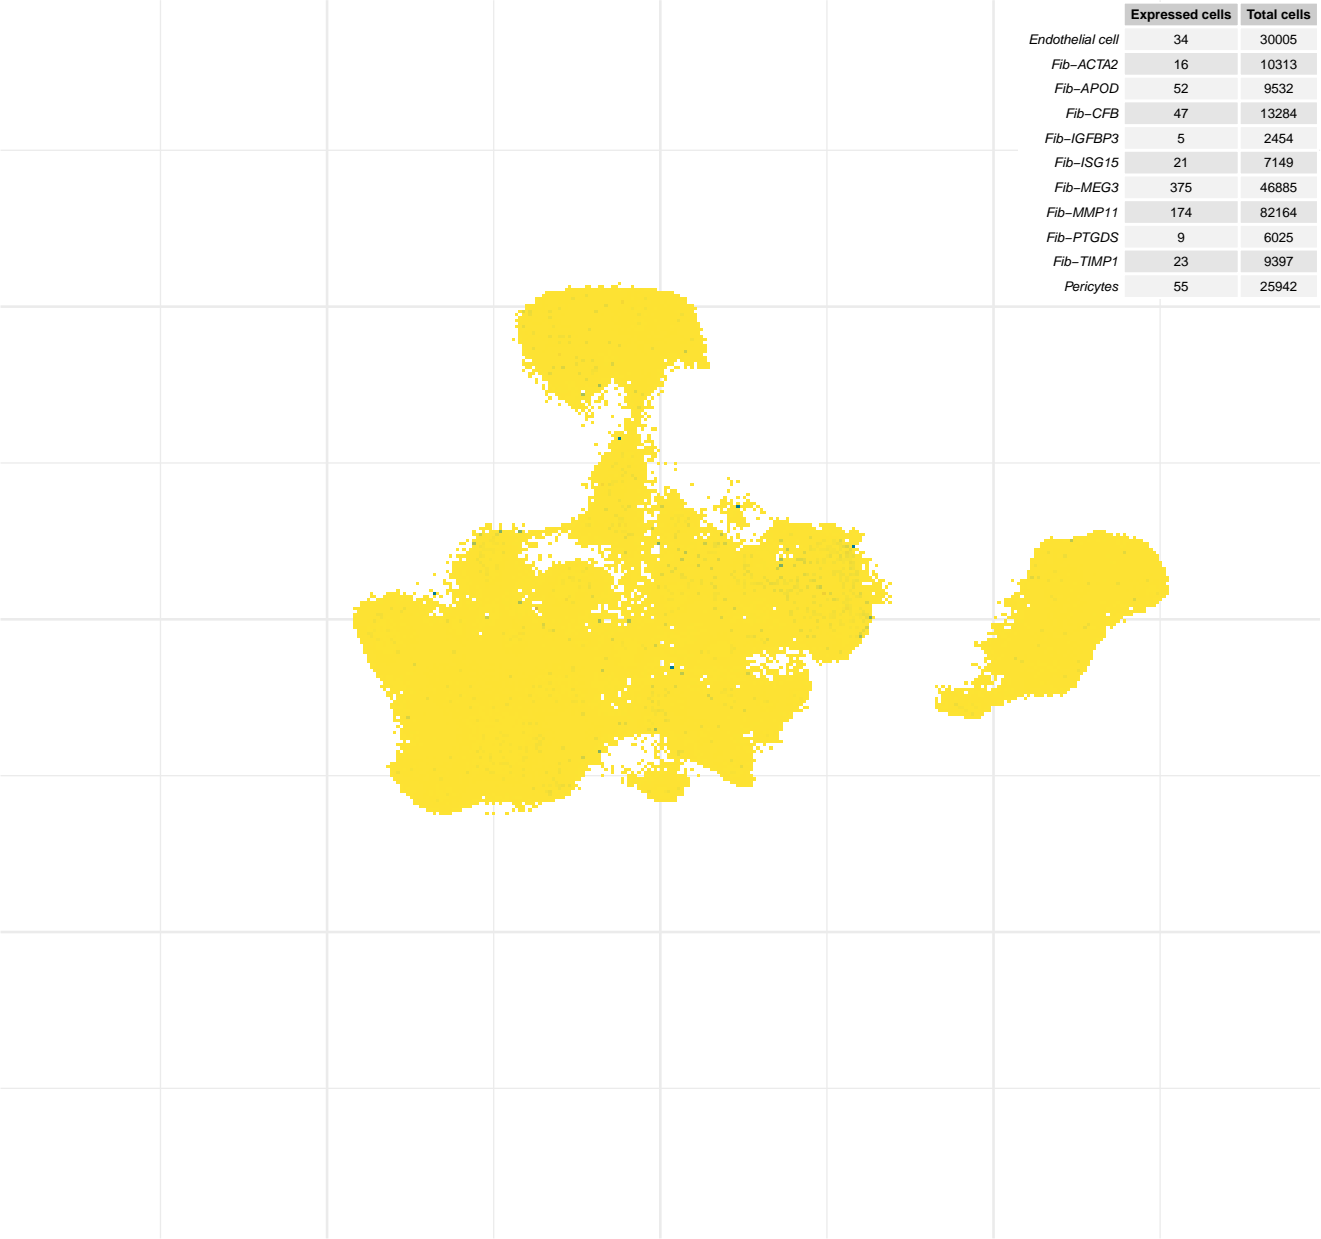 Expressed cells Total cells
Endothelial cell 34 30005
Fib−ACTA2 16 10313
Fib−APOD 52 9532
Fib−CFB 47 13284
Fib−IGFBP3 5 2454
Fib−ISG15 21 7149
Fib−MEG3 375 46885
Fib−MMP11 174 82164
Fib−PTGDS 9 6025
Fib−TIMP1 23 9397
Pericytes 55 25942